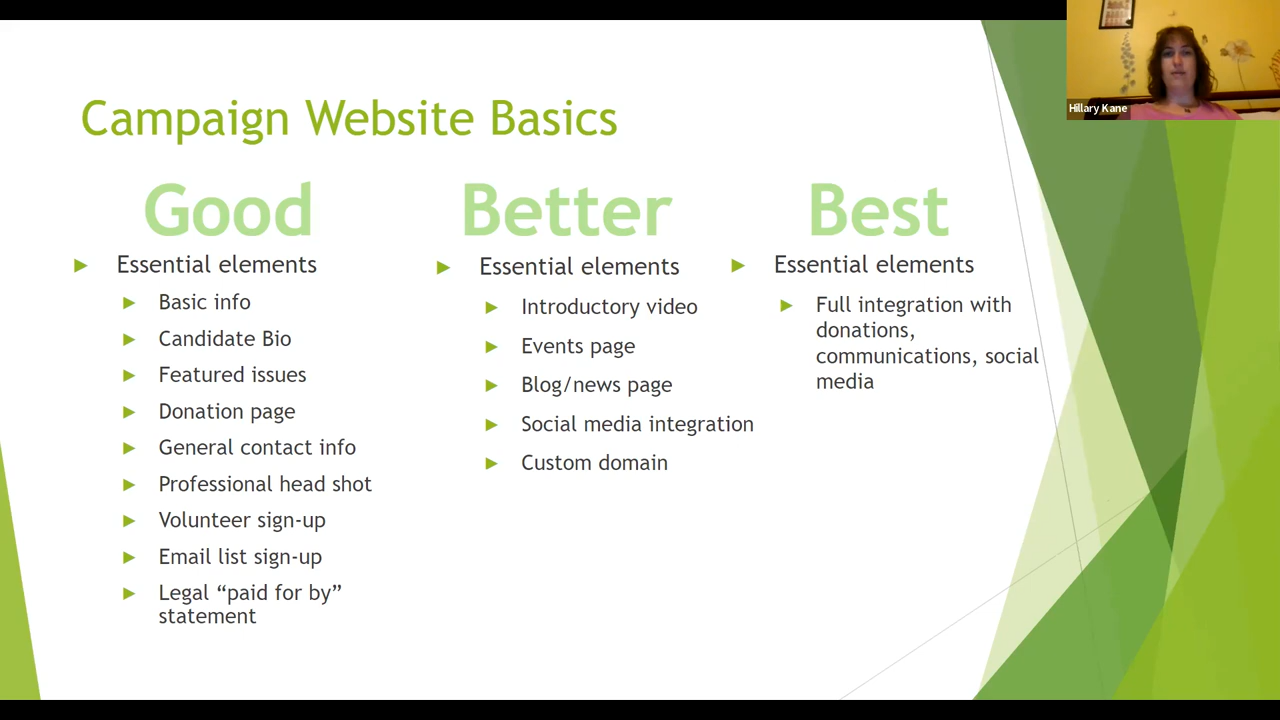 Campaign Website Basics
Good
Essential elements
Basic info
Candidate Bio
Featured issues
Donation page
General contact info
Professional head shot
Volunteer sign-up
Email list sign-up
Legal “paid for by”
statement
Better
Essential elements
Introductory video
Events page
Blog/news page
Social media integration
Custom domain
Best
Essential elements
Full integration with
donations,
communications, social
media
Hillary Kane